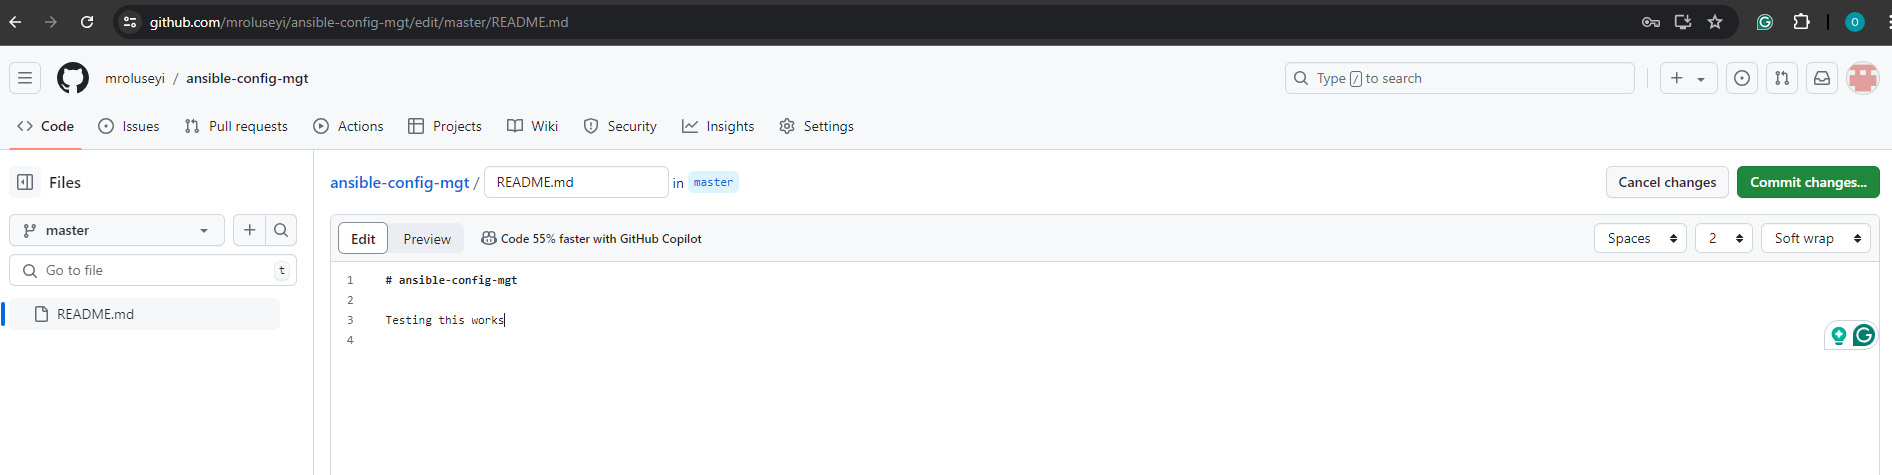 github.com/mroluseyi/ansible-config-mgt/edit/master/README.md
O
mroluseyi / ansible-config-mgt
Type / to search
Code Issues Pull requests Actions Projects Wiki Security Insights Settings
Files
ansible-config-mgt / README.md in master
Cancel changes Commit changes...
master
Edit Preview Code 55% faster with GitHub Copilot
Spaces 2 Soft wrap
Go to file t
README.md
1 # ansible-config-mgt
2
3 Testing this works
4